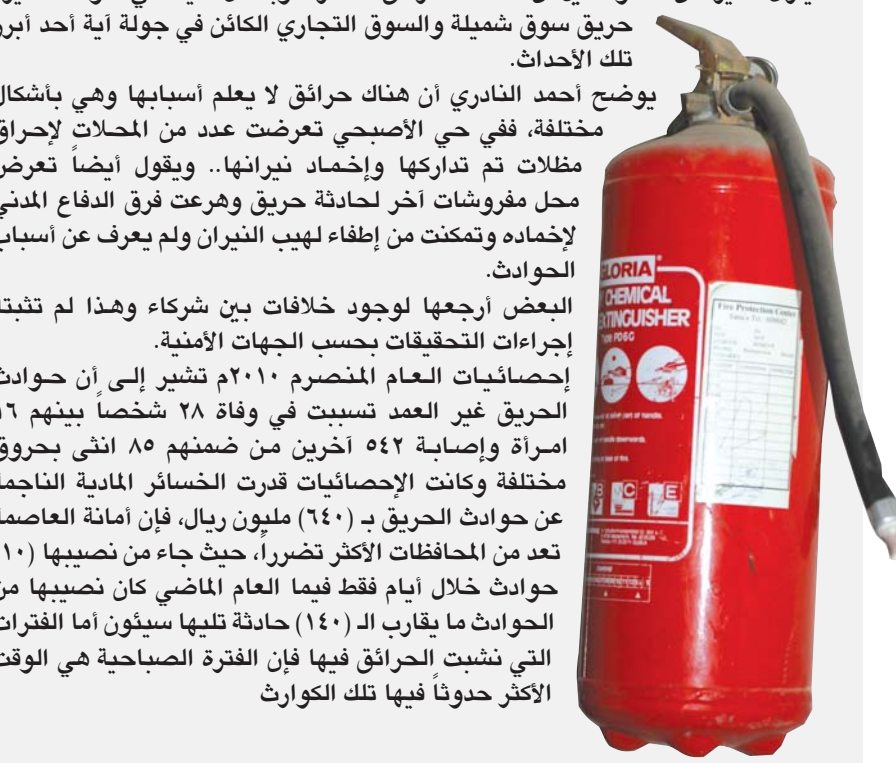 حريق سوق شميلة والسوق التجاري الكائن في جولة آية أحد
تلك الأحداث.
يوضح أحمد النادري أن هناك حرائق لا يعلم أسبابها وهي بأشكال
مختلفة، ففي حي الأصبحي تعرضت عدد من المحلات لإحراق
مظلات تم تداركها وإخماد نيرانها.. ويقول أيضاً تعرض
محل مفروشات آخر لحادثة حريق وهرعت فرق الدفاع المدني
لإخماده وتمكنت من إطفاء لهيب النيران ولم يعرف عن أسباب
الحوادث.
البعض أرجعها لوجود خلافات بين شركاء وهذا لم
إجراءات التحقيقات بحسب الجهات الأمنية.
إحصائيات العام المنصرم ٢٠١٠م تشير إلى أن حوادث
الحريق غير العمد تسببت في وفاة ٢٨ شخصاً بينهم ١٦
امرأة وإصابة ٥٤٢ آخرين من ضمنهم ٨٥ انثى بحروق
مختلفة وكانت الإحصائيات قدرت الخسائر المادية
عن حوادث الحريق بـ (٦٤٠) مليون ريال، فإن أمانة
تعد من المحافظات الأكثر تضرراً، حيث جاء من نصيبها (١٠
حوادث خلال أيام فقط فيما العام الماضي كان نصيبها من
الحوادث ما يقارب الـ (١٤٠) حادثة تليها سيئون أما الفترات
التي نشبت الحرائق فيها فإن الفترة الصباحية هي الوقت
الأكثر حدوثاً فيها تلك الكوارث
GLORIA
CHEMICAL
EXTINGUISHER
Type PD6G
Fire Protection Center
B C E